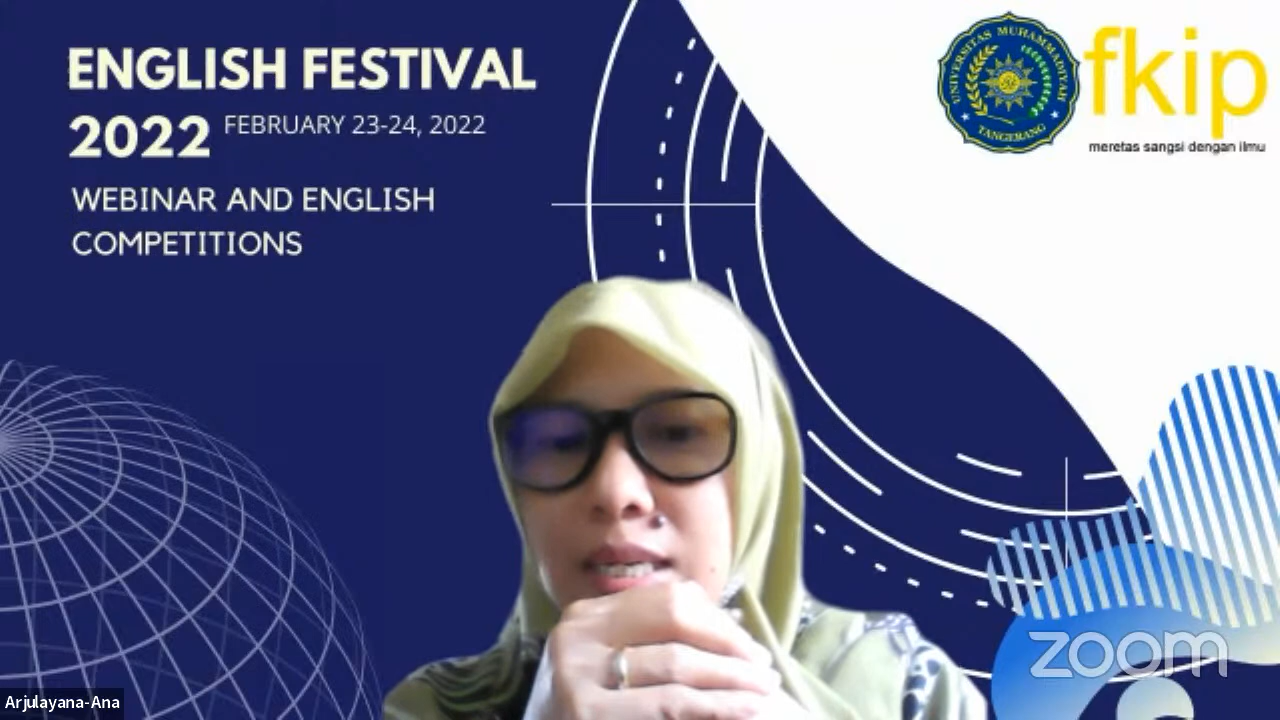 ENGLISH FESTIVAL
2022 FEBRUARY 23-24, 2022
WEBINAR AND ENGLISH
COMPETITIONS
UNIVERSITAS MUHAMMADIYAH
TANGERANG
fkip
meretas sangsi dengan ilmu
zoom
Arjulayana-Ana